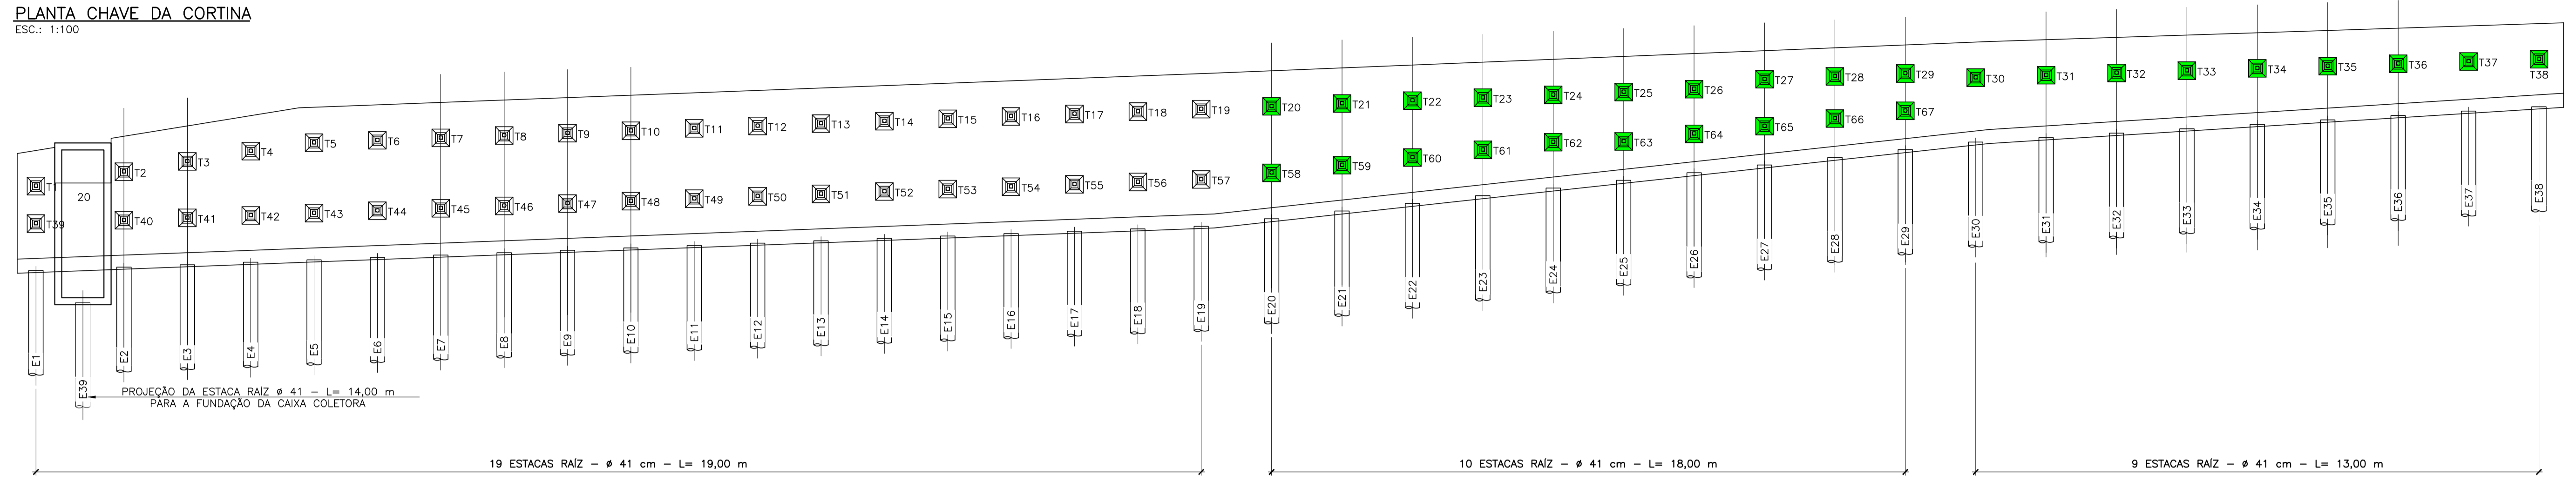 PLANTA CHAVE DA CORTINA
ESC.: 1:100
T1
T2
T3
T4
T5
T6
T7
T8
T9
T10
T11
T12
T13
T14
T15
T16
T17
T18
T19
T20
T21
T22
T23
T24
T25
T26
T27
T28
T29
T30
T31
T32
T33
T34
T35
T36
T37
T38
20
T39
T40
T41
T42
T43
T44
T45
T46
T47
T48
T49
T50
T51
T52
T53
T54
T55
T56
T57
T58
T59
T60
T61
T62
T63
T64
T65
T66
T67
E1
E39
E2
E3
E4
E5
E6
E7
E8
E9
E10
E11
E12
E13
E14
E15
E16
E17
E18
E19
E20
E21
E22
E23
E24
E25
E26
E27
E28
E29
E30
E31
E32
E33
E34
E35
E36
E37
E38
PROJEÇÃO DA ESTACA RAÍZ ø 41 - L= 14,00 m
PARA A FUNDAÇÃO DA CAIXA COLETORA
19 ESTACAS RAÍZ - ø 41 cm - L= 19,00 m
10 ESTACAS RAÍZ - ø 41 cm - L= 18,00 m
9 ESTACAS RAÍZ - ø 41 cm - L= 13,00 m